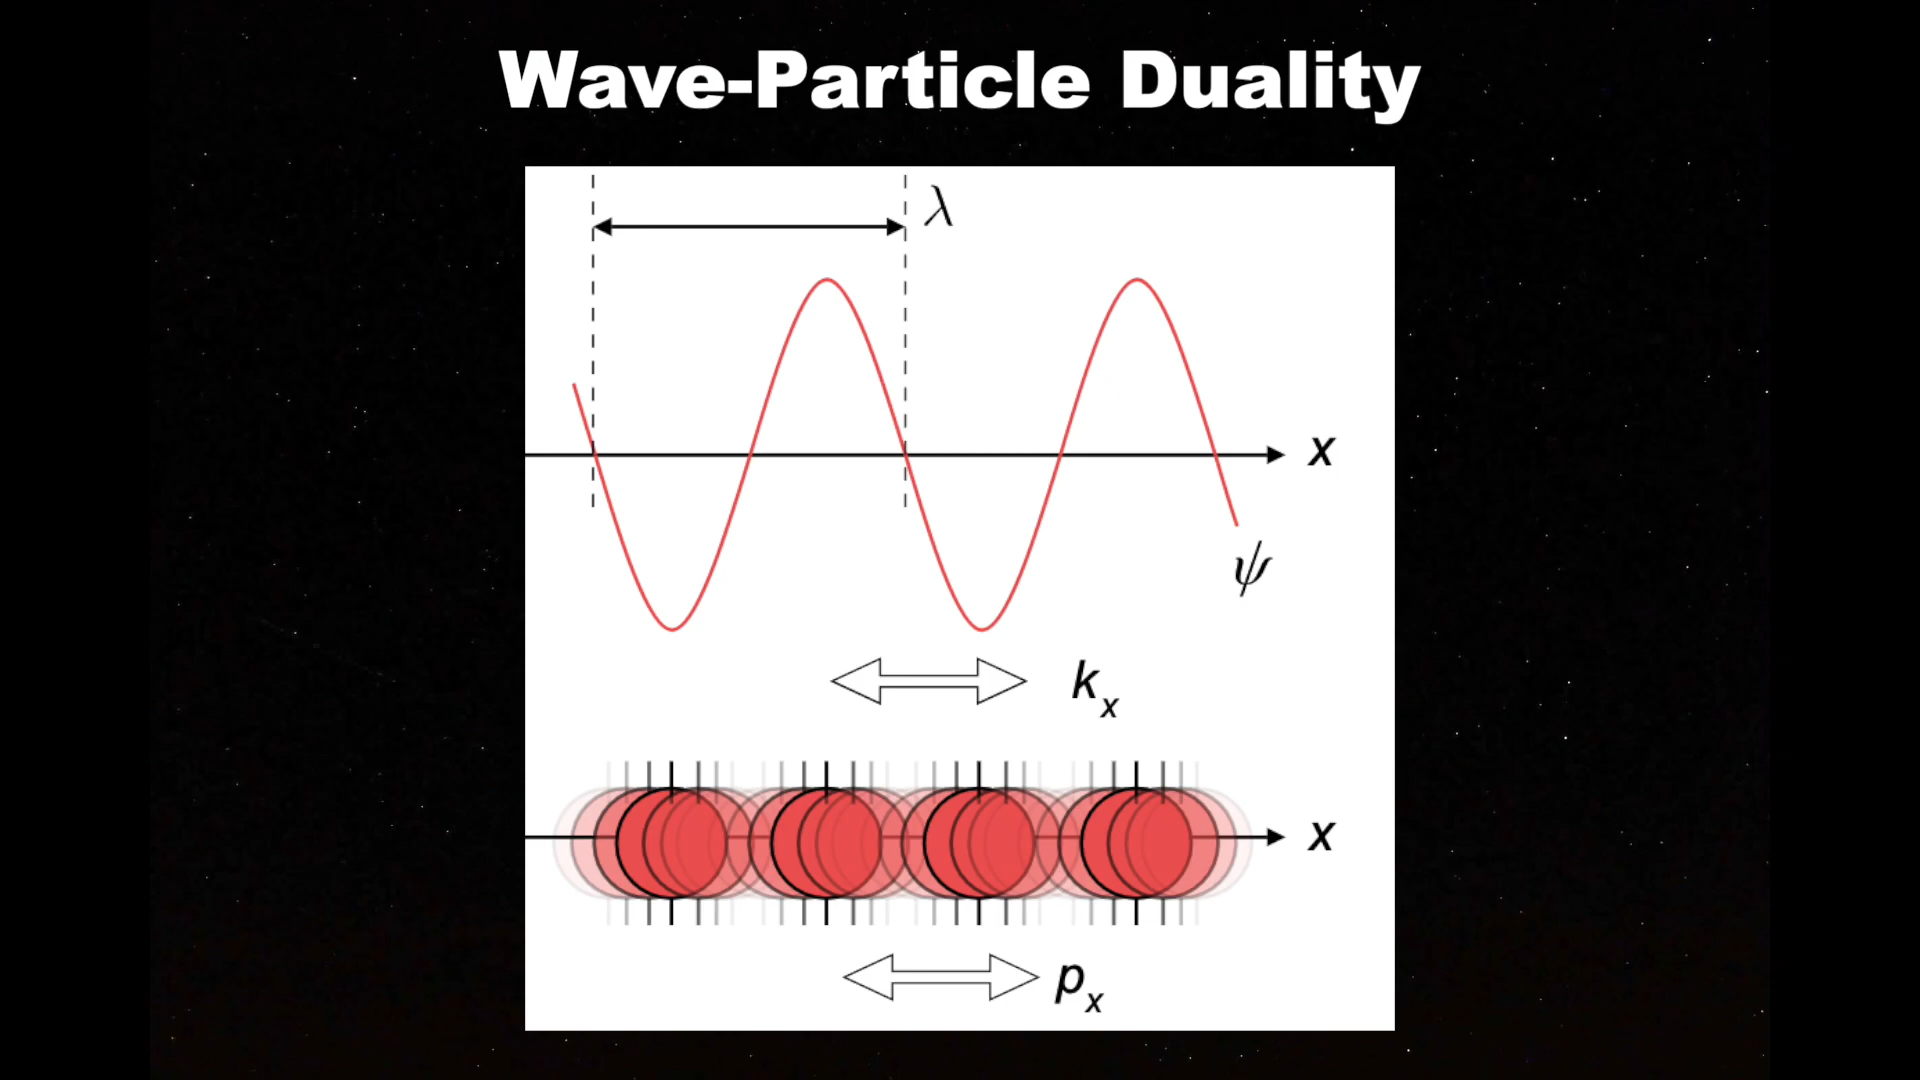 Wave-Particle Duality
λ
x
ψ
kₓ
x
pₓ